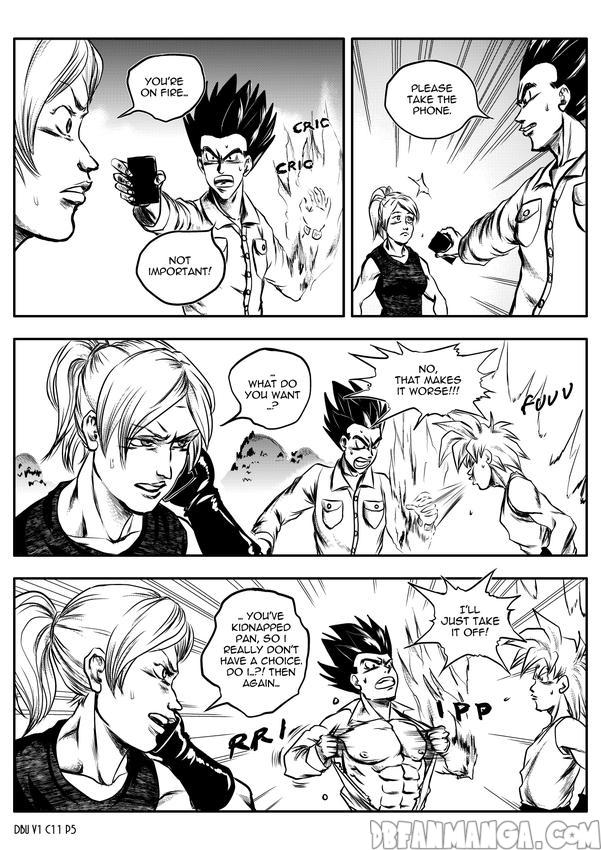 YOU'RE
ON FIRE..
CRIC
CRIC
NOT
IMPORTANT!
PLEASE
TAKE THE
PHONE.
..
WHAT DO
YOU WANT
..?
NO,
THAT MAKES
IT WORSE!!!
FUUU
.. YOU'VE
KIDNAPPED
PAN, SO I
REALLY DON'T
HAVE A CHOICE.
DO I..?! THEN
AGAIN...
I'LL
JUST TAKE
IT OFF!
RRI
IPP
DBU V1 C11 P5
DBFANMANGA.COM